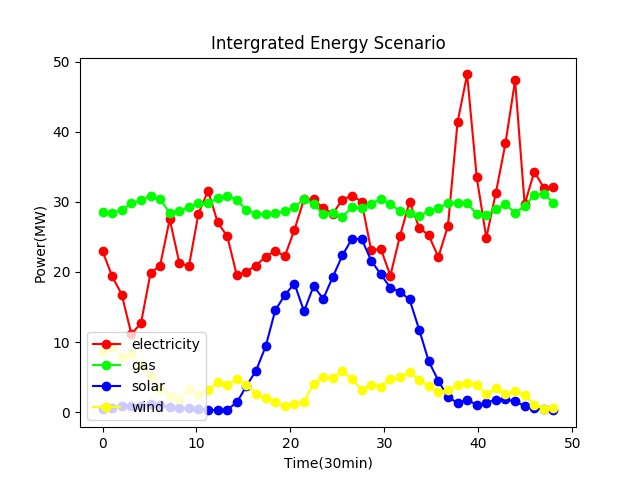 Intergrated Energy Scenario
Power(MW)
50
40
30
20
10
0
electricity
gas
solar
wind
0 10 20 30 40 50
Time(30min)